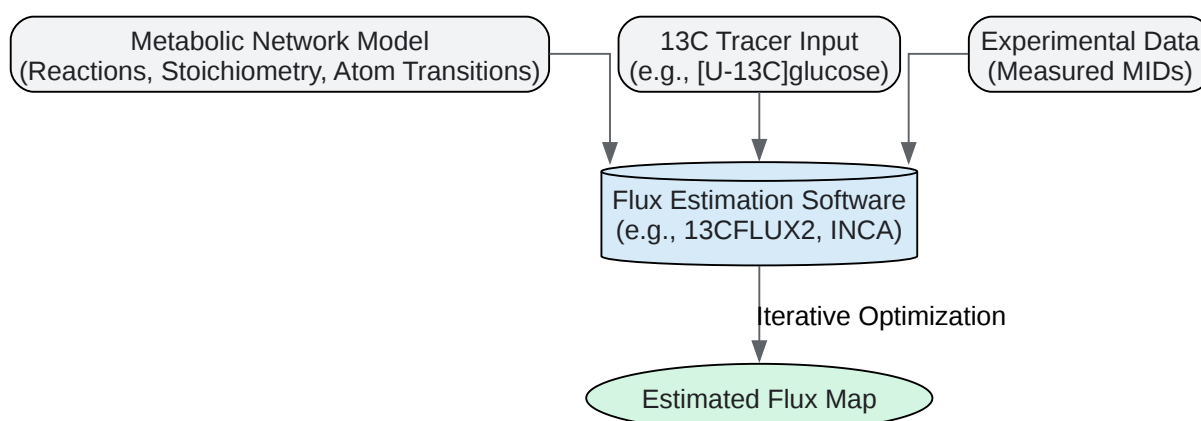 Metabolic Network Model
(Reactions, Stoichiometry, Atom Transitions)
13C Tracer Input
(e.g., [U-13C]glucose)
Experimental Data
(Measured MIDs)
Flux Estimation Software
(e.g., 13CFLUX2, INCA)
Iterative Optimization
Estimated Flux Map